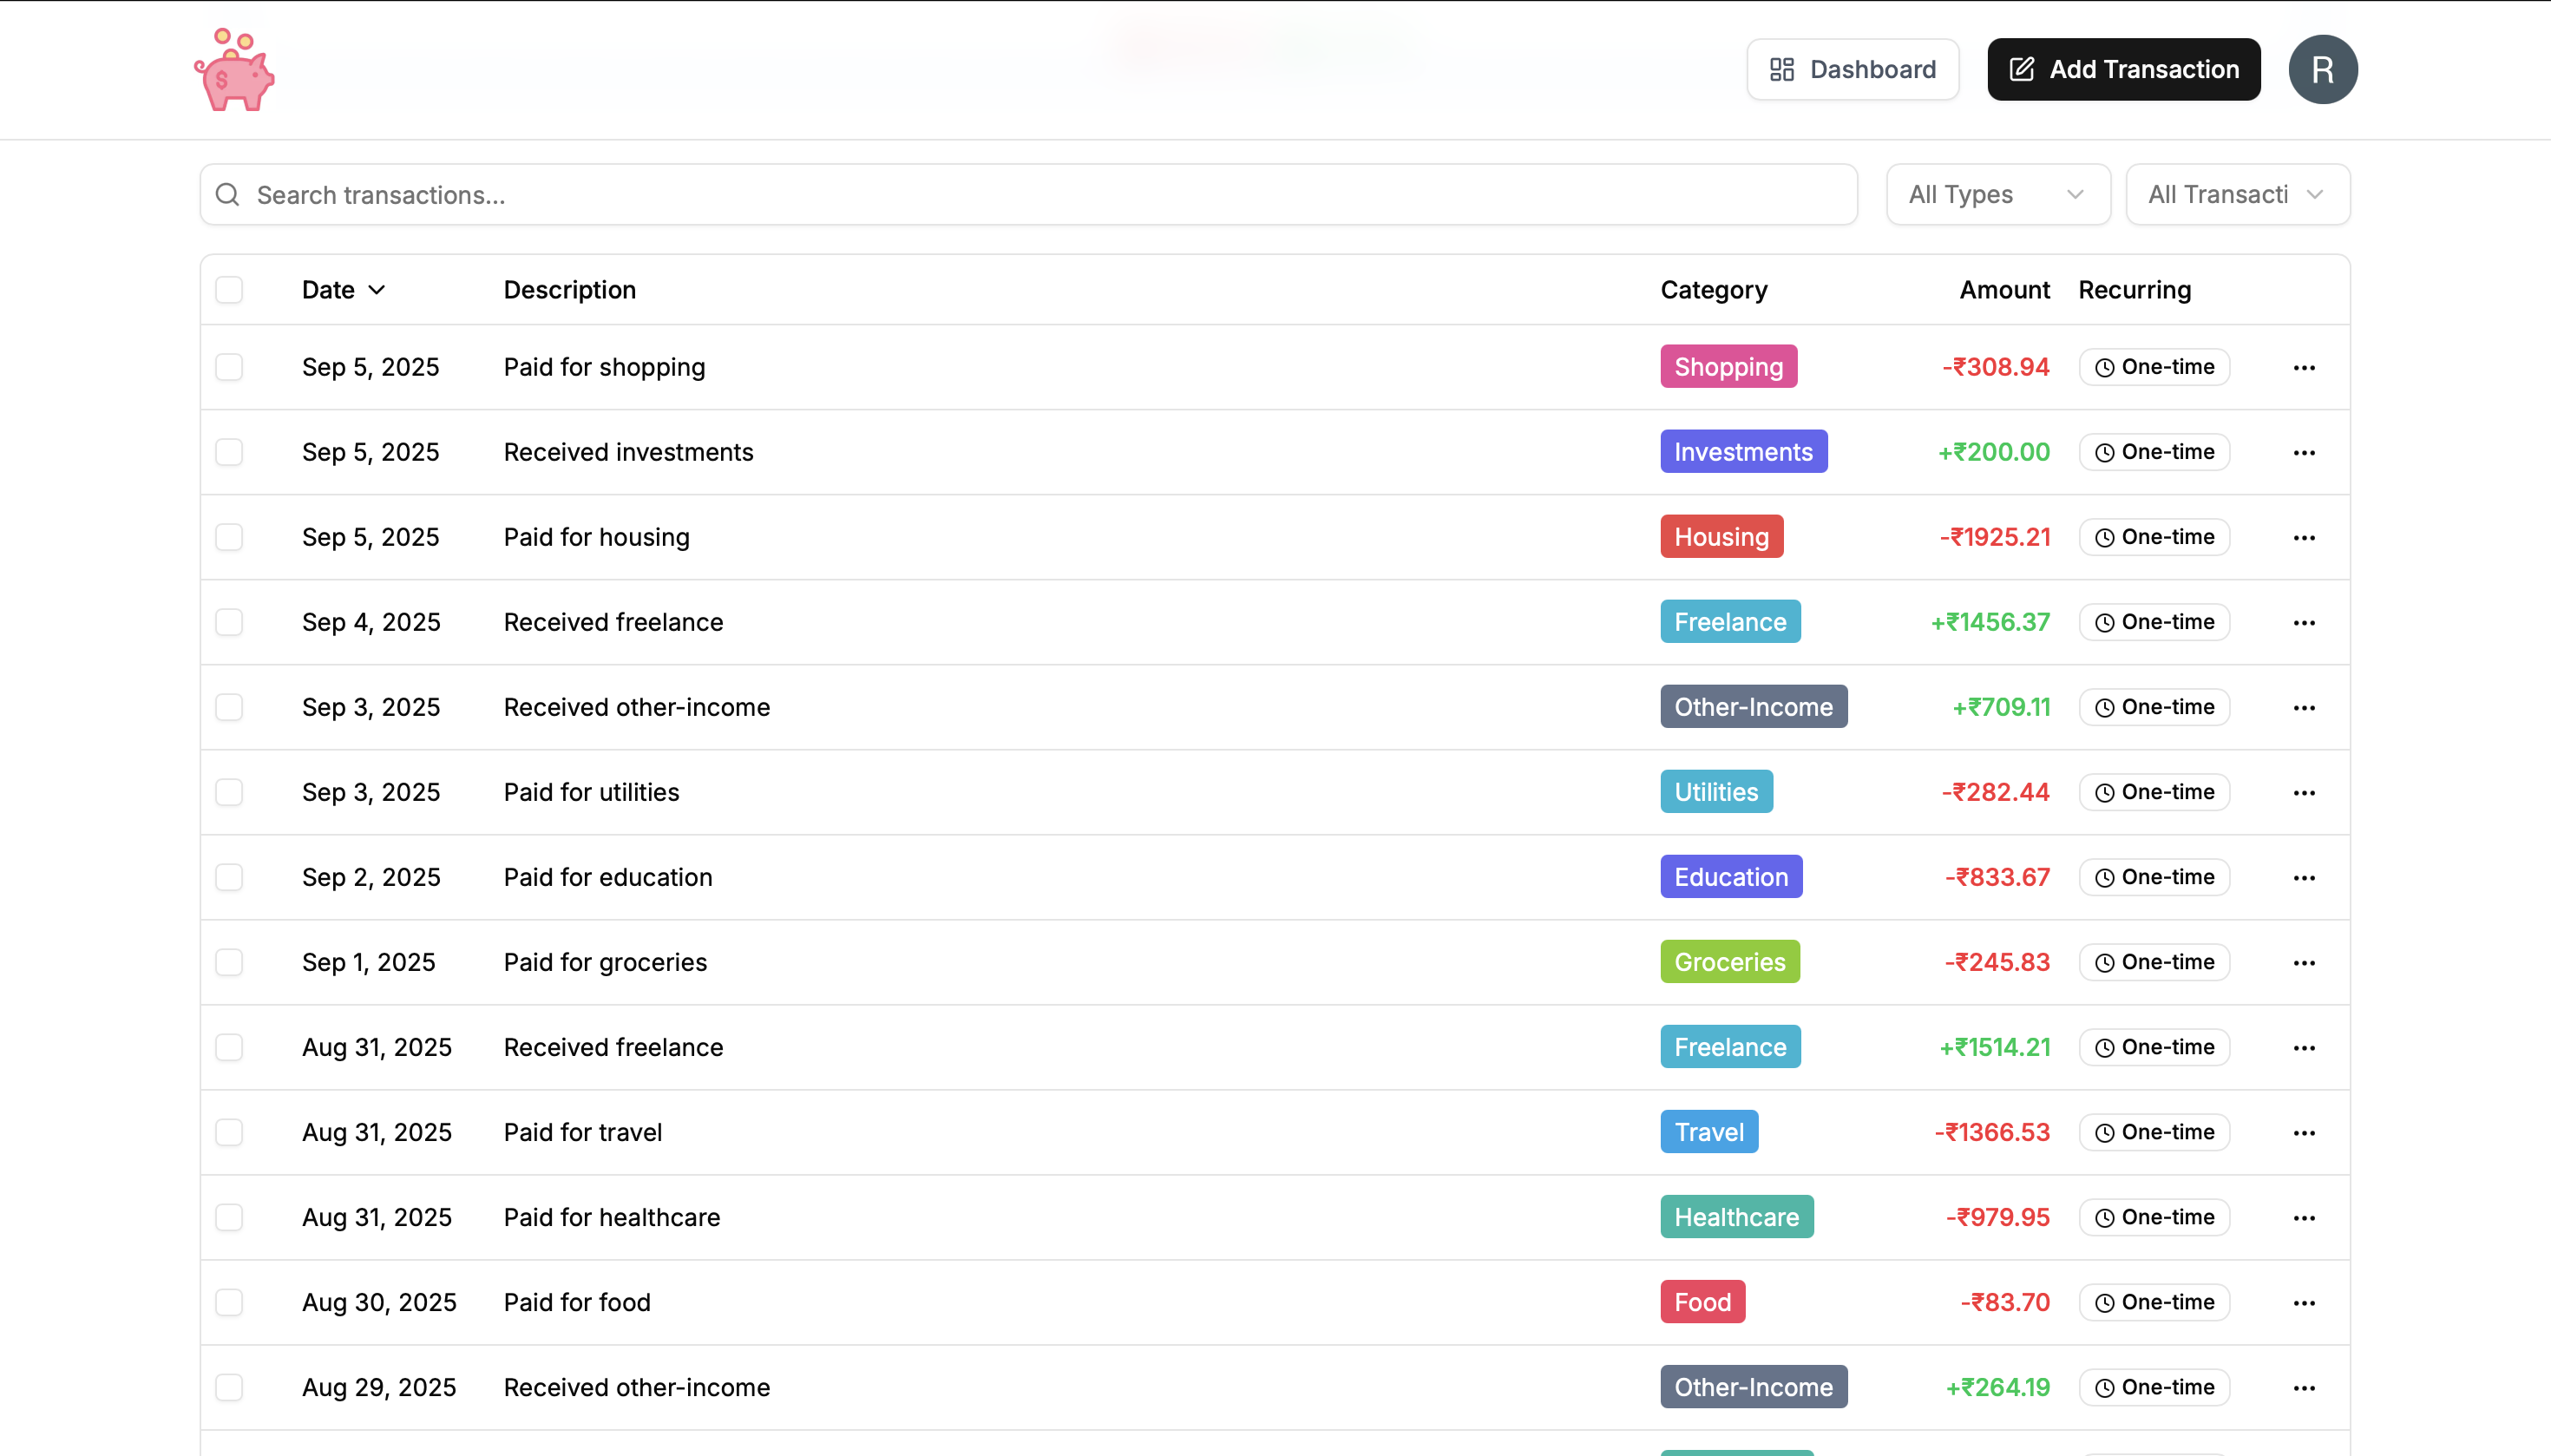 $
Dashboard
Add Transaction
R
Search transactions...
All Types
All Transacti
Date Description Category Amount Recurring
Sep 5, 2025 Paid for shopping Shopping -₹308.94 One-time
Sep 5, 2025 Received investments Investments +₹200.00 One-time
Sep 5, 2025 Paid for housing Housing -₹1925.21 One-time
Sep 4, 2025 Received freelance Freelance +₹1456.37 One-time
Sep 3, 2025 Received other-income Other-Income +₹709.11 One-time
Sep 3, 2025 Paid for utilities Utilities -₹282.44 One-time
Sep 2, 2025 Paid for education Education -₹833.67 One-time
Sep 1, 2025 Paid for groceries Groceries -₹245.83 One-time
Aug 31, 2025 Received freelance Freelance +₹1514.21 One-time
Aug 31, 2025 Paid for travel Travel -₹1366.53 One-time
Aug 31, 2025 Paid for healthcare Healthcare -₹979.95 One-time
Aug 30, 2025 Paid for food Food -₹83.70 One-time
Aug 29, 2025 Received other-income Other-Income +₹264.19 One-time